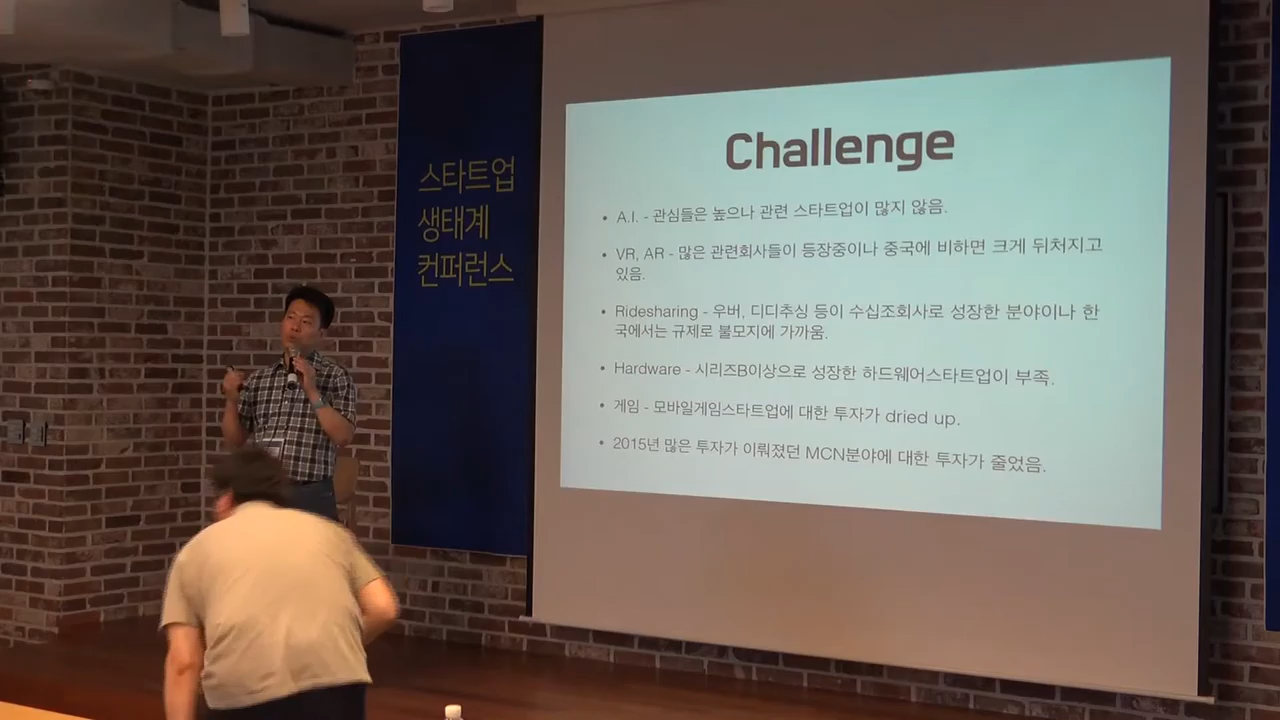 스타트업
생태계
컨퍼런스
Challenge
• A.I. - 관심들은 높으나 관련 스타트업이 많지 않음.
• VR, AR - 많은 관련회사들이 등장중이나 중국에 비하면 크게 뒤처지고
있음.
• Ridesharing - 우버, 디디추싱 등이 수십조회사로 성장한 분야이나 한
국에서는 규제로 불모지에 가까움.
• Hardware - 시리즈B이상으로 성장한 하드웨어스타트업이 부족.
• 게임 - 모바일게임스타트업에 대한 투자가 dried up.
• 2015년 많은 투자가 이뤄졌던 MCN분야에 대한 투자가 줄었음.